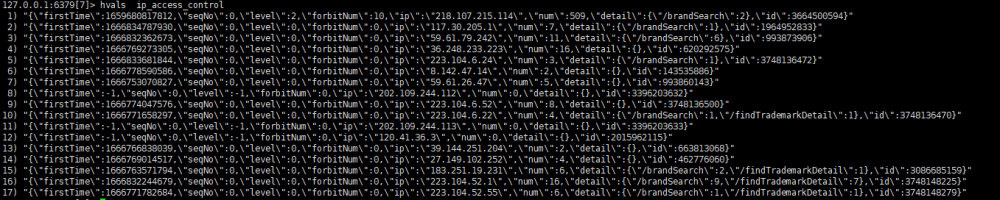 127.0.0.1:6379[7]> hvals  ip_access_control
1) "{\"firstTime\":1659680817812,\"seqNo\":0,\"level\":2,\"forbitNum\":10,\"ip\":\"218.107.215.114\",\"num\":509,\"detail\":{\"/brandSearch\":2},\"id\":3664500594}"
2) "{\"firstTime\":1666834787930,\"seqNo\":0,\"level\":0,\"forbitNum\":0,\"ip\":\"117.30.205.1\",\"num\":7,\"detail\":{\"/brandSearch\":1},\"id\":1964952833}"
3) "{\"firstTime\":1666832362673,\"seqNo\":0,\"level\":0,\"forbitNum\":0,\"ip\":\"59.61.79.242\",\"num\":11,\"detail\":{\"/brandSearch\":6},\"id\":993873906}"
4) "{\"firstTime\":1666769273305,\"seqNo\":0,\"level\":0,\"forbitNum\":0,\"ip\":\"36.248.233.223\",\"num\":16,\"detail\":{},\"id\":620292575}"
5) "{\"firstTime\":1666833681844,\"seqNo\":0,\"level\":0,\"forbitNum\":0,\"ip\":\"223.104.6.24\",\"num\":3,\"detail\":{\"/brandSearch\":1},\"id\":3748136472}"
6) "{\"firstTime\":1666778590586,\"seqNo\":0,\"level\":0,\"forbitNum\":0,\"ip\":\"8.142.47.14\",\"num\":2,\"detail\":{},\"id\":143535886}"
7) "{\"firstTime\":1666753070827,\"seqNo\":0,\"level\":0,\"forbitNum\":0,\"ip\":\"59.61.26.47\",\"num\":5,\"detail\":{},\"id\":993860143}"
8) "{\"firstTime\":-1,\"seqNo\":0,\"level\":-1,\"forbitNum\":0,\"ip\":\"202.109.244.112\",\"num\":0,\"detail\":{},\"id\":3396203632}"
9) "{\"firstTime\":1666774047576,\"seqNo\":0,\"level\":0,\"forbitNum\":0,\"ip\":\"223.104.6.52\",\"num\":8,\"detail\":{},\"id\":3748136500}"
10) "{\"firstTime\":1666771658297,\"seqNo\":0,\"level\":0,\"forbitNum\":0,\"ip\":\"223.104.6.22\",\"num\":4,\"detail\":{\"/brandSearch\":1,\"/findTrademarkDetail\":1},\"id\":3748136470}"
11) "{\"firstTime\":-1,\"seqNo\":0,\"level\":-1,\"forbitNum\":0,\"ip\":\"202.109.244.113\",\"num\":0,\"detail\":{},\"id\":3396203633}"
12) "{\"firstTime\":-1,\"seqNo\":0,\"level\":-1,\"forbitNum\":0,\"ip\":\"120.41.36.3\",\"num\":0,\"detail\":{},\"id\":2015962115}"
13) "{\"firstTime\":1666766838039,\"seqNo\":0,\"level\":0,\"forbitNum\":0,\"ip\":\"39.144.251.204\",\"num\":2,\"detail\":{},\"id\":663813068}"
14) "{\"firstTime\":1666769014517,\"seqNo\":0,\"level\":0,\"forbitNum\":0,\"ip\":\"27.149.102.252\",\"num\":4,\"detail\":{},\"id\":462776060}"
15) "{\"firstTime\":1666763571794,\"seqNo\":0,\"level\":0,\"forbitNum\":0,\"ip\":\"183.251.19.231\",\"num\":6,\"detail\":{\"/brandSearch\":2,\"/findTrademarkDetail\":1},\"id\":3086685159}"
16) "{\"firstTime\":1666832244679,\"seqNo\":0,\"level\":0,\"forbitNum\":0,\"ip\":\"223.104.52.1\",\"num\":16,\"detail\":{\"/brandSearch\":9,\"/findTrademarkDetail\":7},\"id\":3748148225}"
17) "{\"firstTime\":1666771782684,\"seqNo\":0,\"level\":0,\"forbitNum\":0,\"ip\":\"223.104.52.55\",\"num\":6,\"detail\":{\"/brandSearch\":1,\"/findTrademarkDetail\":1},\"id\":3748148279}"